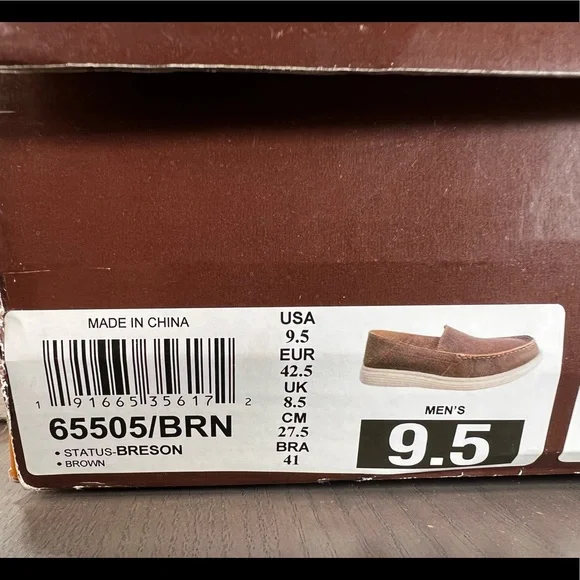 MADE IN CHINA
1 91665 35617 2
65505/BRN
• STATUS-BRESON
• BROWN
USA
9.5
EUR
42.5
UK
8.5
CM
27.5
BRA
41
MEN'S
9.5